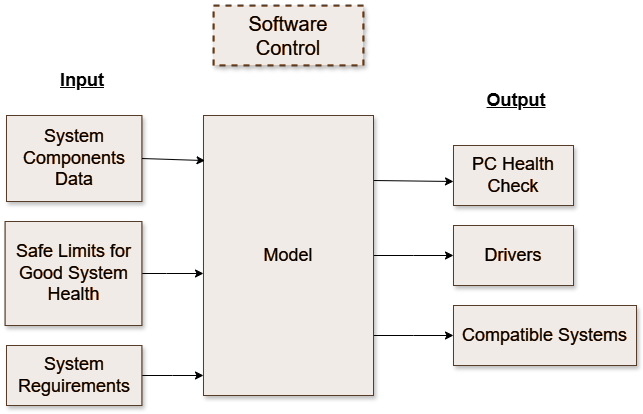 Software
Control
Input
Output
System
Components
Data
Safe Limits for
Good System
Health
System
Reguirements
Model
PC Health
Check
Drivers
Compatible Systems